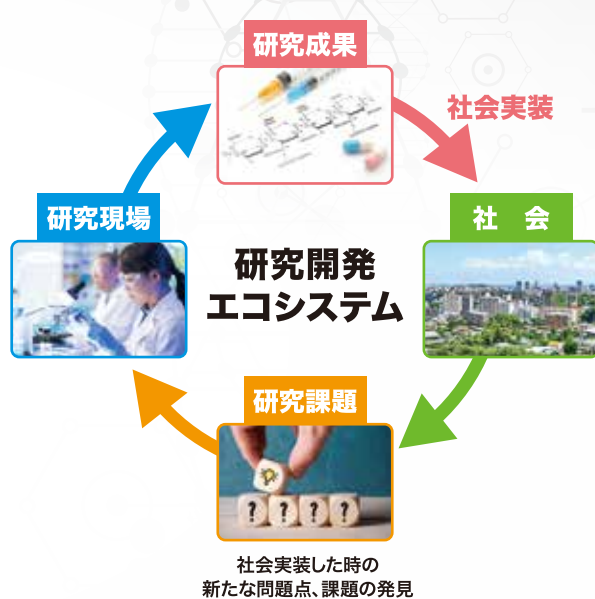 研究成果
社会実装
研究現場
社　会
研究開発
エコシステム
研究課題
? ? ? ?
社会実装した時の
新たな問題点、課題の発見